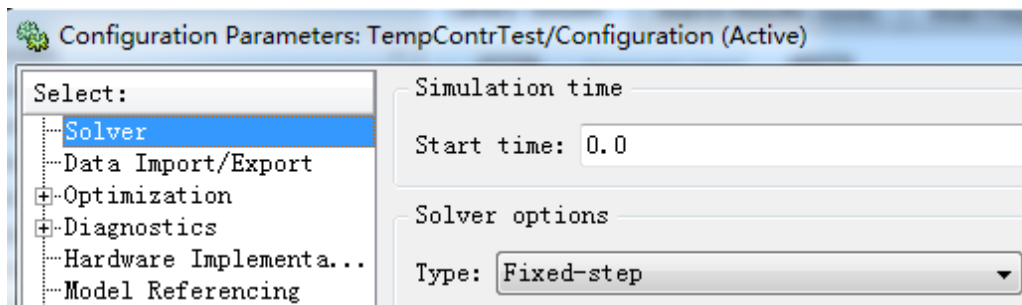 Configuration Parameters: TempContrTest/Configuration (Active)
Select:
Solver
Data Import/Export
Optimization
Diagnostics
Hardware Implementa...
Model Referencing
Simulation time
Start time: 0.0
Solver options
Type: Fixed-step